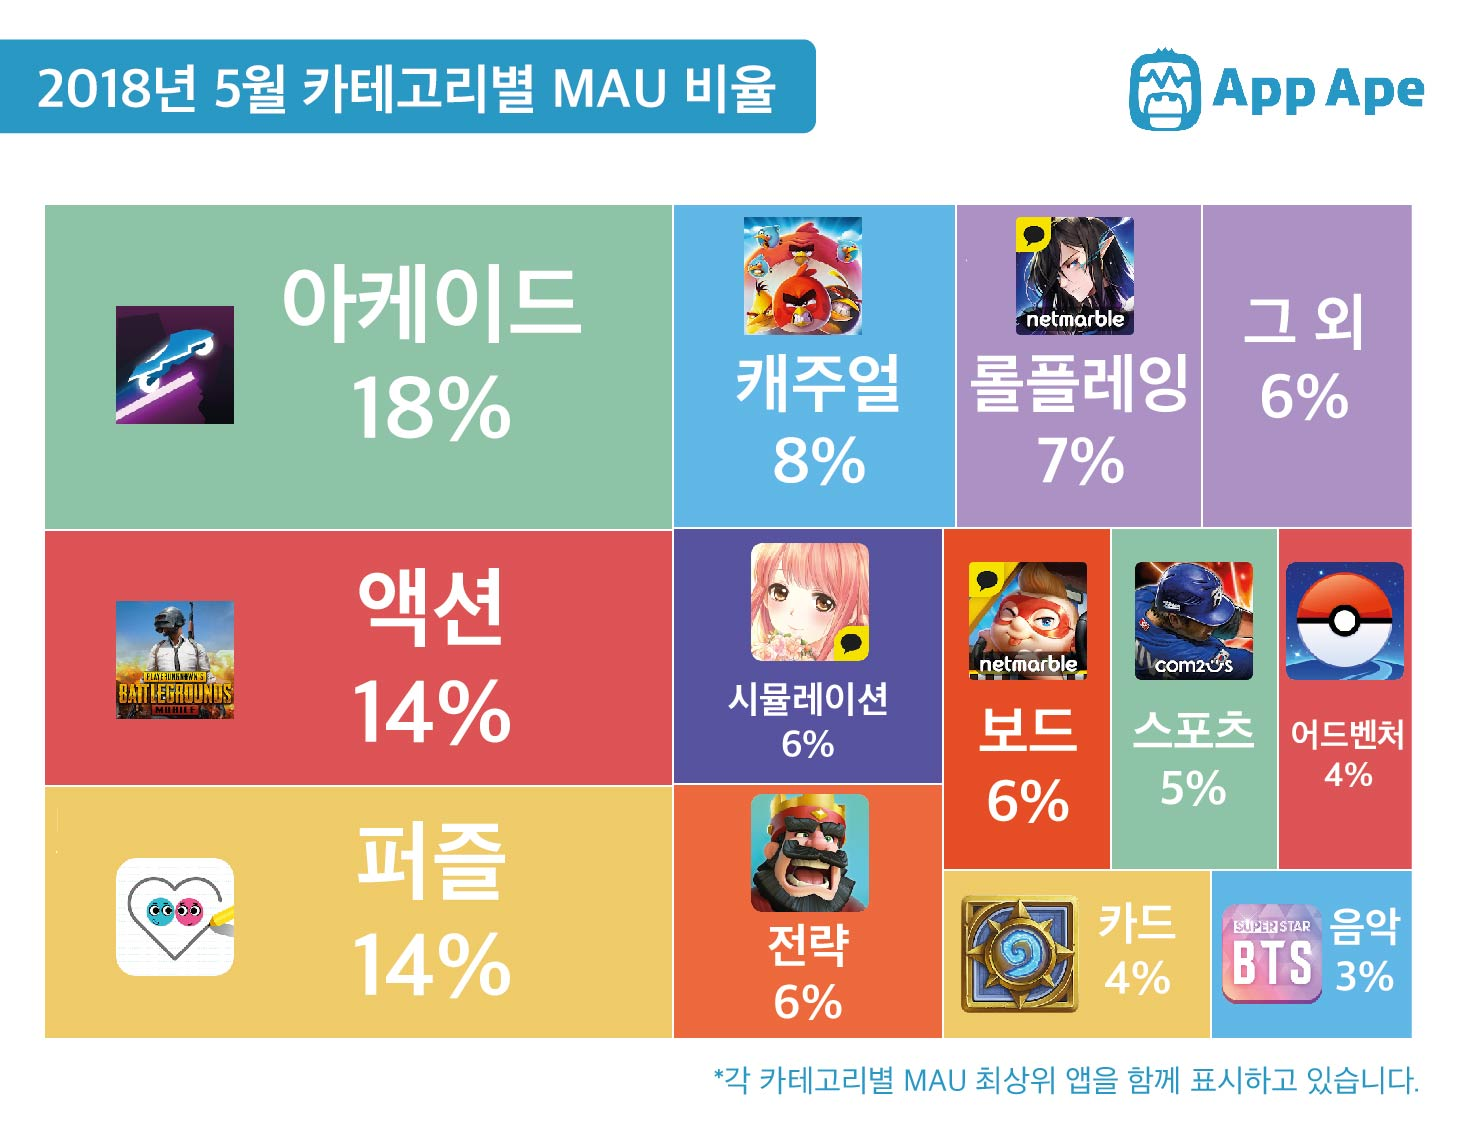 2018년 5월 카테고리별 MAU 비율
App Ape
아케이드
18%
캐주얼
8%
netmarble
롤플레잉
7%
그 외
6%
PLAYERUNKNOWN'S
BATTLEGROUNDS
MOBILE
액션
14%
시뮬레이션
6%
netmarble
보드
6%
COM2US
스포츠
5%
어드벤처
4%
퍼즐
14%
전략
6%
카드
4%
SUPERSTAR
BTS
음악
3%
*각 카테고리별 MAU 최상위 앱을 함께 표시하고 있습니다.